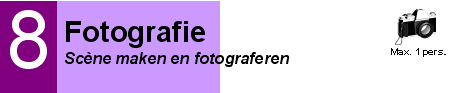 8
Fotografie
Scène maken en fotograferen
Max. 1 pers.